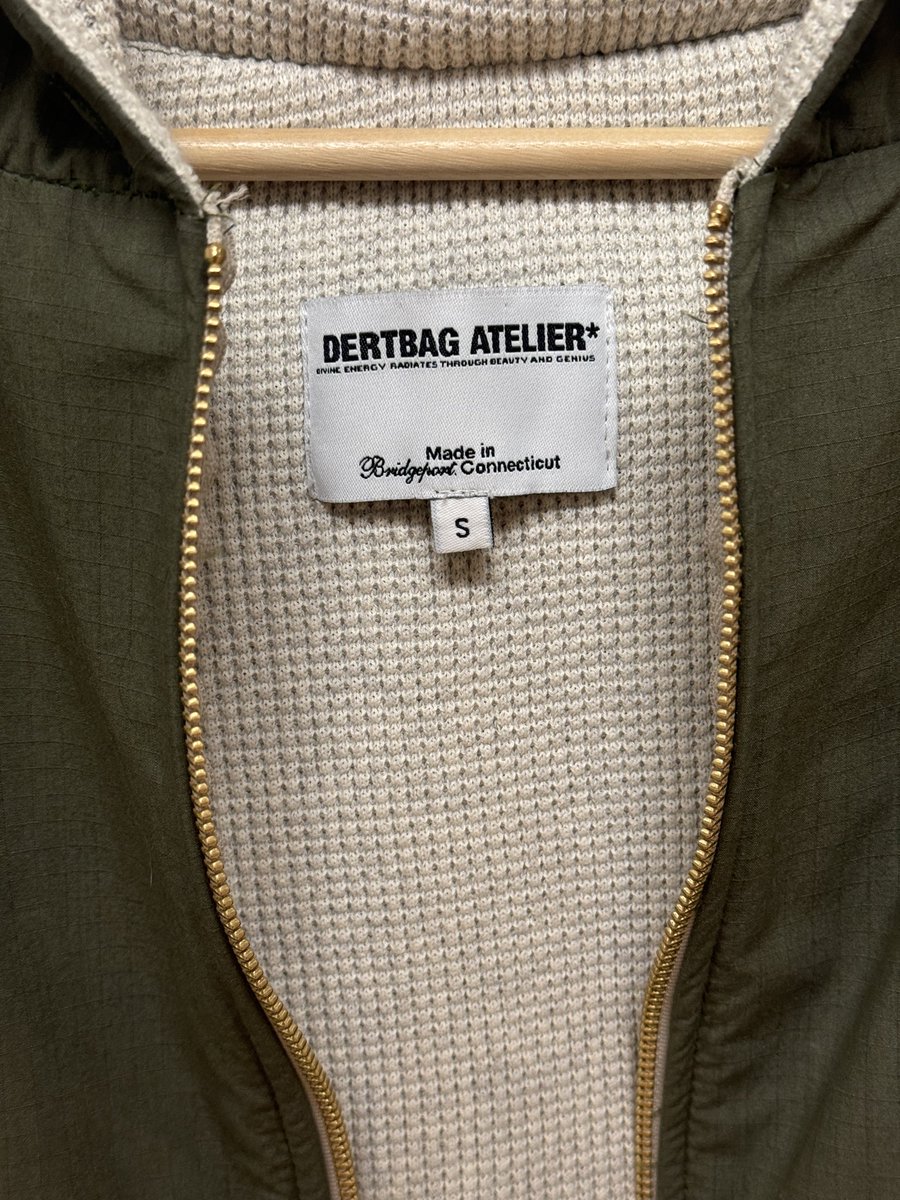 DERTBAG ATELIER*
DIVINE ENERGY RADIATES THROUGH BEAUTY AND GENIUS
Made in
Bridgeport, Connecticut
S